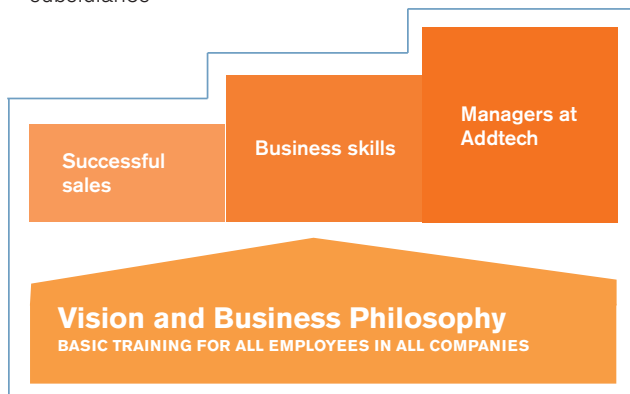 subsidiaries
Successful
sales
Business skills
Managers at
Addtech
Vision and Business Philosophy
BASIC TRAINING FOR ALL EMPLOYEES IN ALL COMPANIES